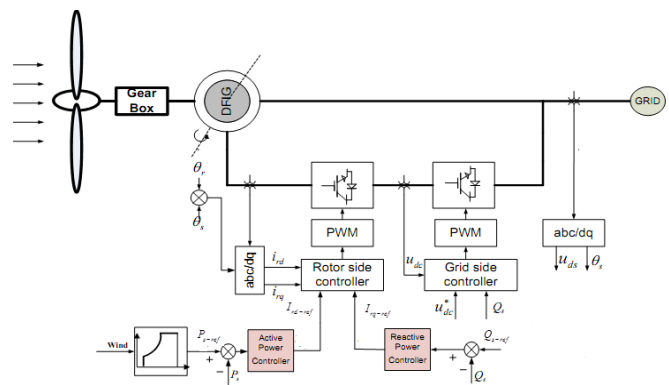 Gear
Box
DFIG
GRID
θr
θs
PWM
PWM
abc/dq
uds
θs
abc/dq
ird
irq
Rotor side
controller
udc
Grid side
controller
u*dc
Qs
Ird-ref
Irq-ref
Wind
Ps-ref
+
−
Ps
Active
Power
Controller
Reactive
Power
Controller
Qs-ref
+
−
Qs